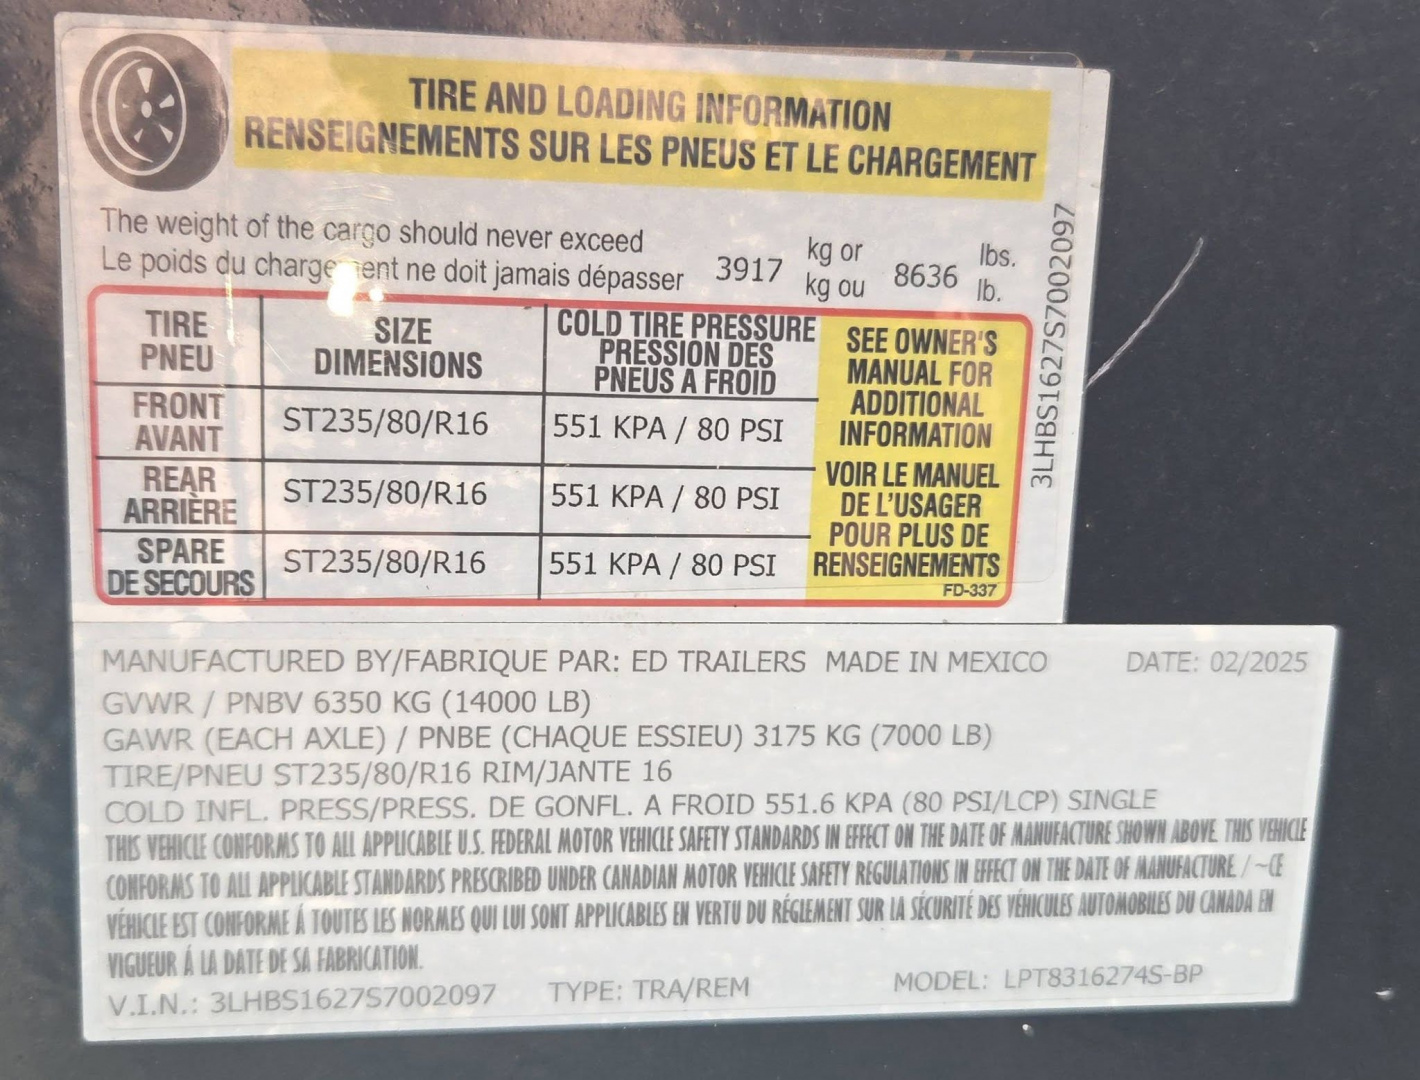 TIRE AND LOADING INFORMATION
RENSEIGNEMENTS SUR LES PNEUS ET LE CHARGEMENT
The weight of the cargo should never exceed 3917 kg or 8636 lbs.
Le poids du chargement ne doit jamais dépasser kg ou lb.
TIRE SIZE COLD TIRE PRESSURE
PNEU DIMENSIONS PRESSION DES
PNEUS A FROID
FRONT
AVANT
ST235/80/R16 551 KPA / 80 PSI
REAR
ARRIÈRE
ST235/80/R16 551 KPA / 80 PSI
SPARE
DE SECOURS
ST235/80/R16 551 KPA / 80 PSI
SEE OWNER'S
MANUAL FOR
ADDITIONAL
INFORMATION
VOIR LE MANUEL
DE L'USAGER
POUR PLUS DE
RENSEIGNEMENTS
FD-337
3LHBS1627S7002097
MANUFACTURED BY/FABRIQUE PAR: ED TRAILERS MADE IN MEXICO DATE: 02/2025
GVWR / PNBV 6350 KG (14000 LB)
GAWR (EACH AXLE) / PNBE (CHAQUE ESSIEU) 3175 KG (7000 LB)
TIRE/PNEU ST235/80/R16 RIM/JANTE 16
COLD INFL. PRESS/PRESS. DE GONFL. A FROID 551.6 KPA (80 PSI/LCP) SINGLE
THIS VEHICLE CONFORMS TO ALL APPLICABLE U.S. FEDERAL MOTOR VEHICLE SAFETY STANDARDS IN EFFECT ON THE DATE OF MANUFACTURE SHOWN ABOVE. THIS VEHICLE
CONFORMS TO ALL APPLICABLE STANDARDS PRESCRIBED UNDER CANADIAN MOTOR VEHICLE SAFETY REGULATIONS IN EFFECT ON THE DATE OF MANUFACTURE / ~CE
VÉHICLE EST CONFORME Á TOUTES LES NORMES QUI LUI SONT APPLICABLES EN VERTU DU RÉGLEMENT SUR LA SÉCURITÉ DES VÉHICULES AUTOMOBILES DU CANADA EN
VIGUEUR Á LA DATE DE SA FABRICATION.
V.I.N.: 3LHBS1627S7002097 TYPE: TRA/REM MODEL: LPT8316274S-BP